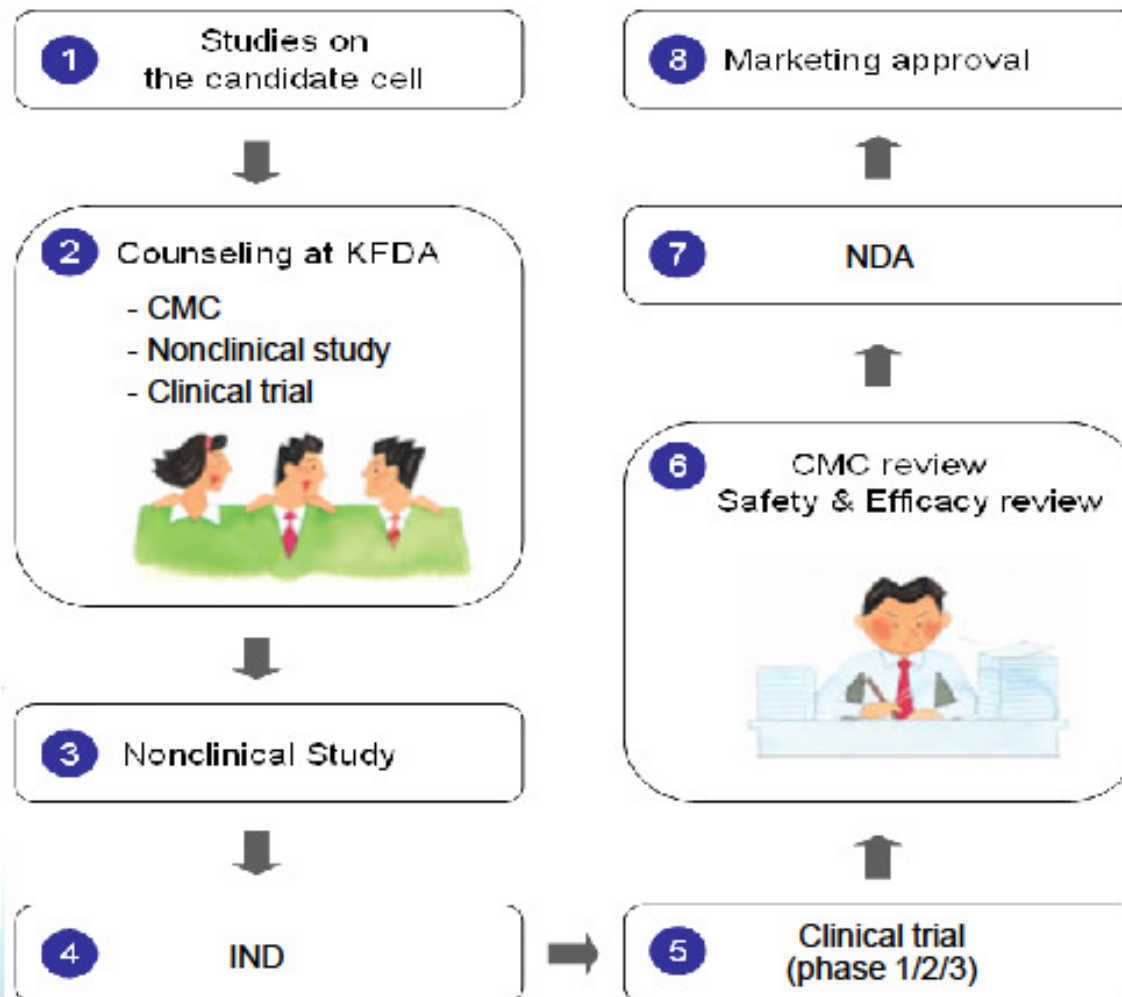 1 Studies on
the candidate cell
2 Counseling at KFDA
- CMC
- Nonclinical study
- Clinical trial
3 Nonclinical Study
4 IND
5 Clinical trial
(phase 1/2/3)
6 CMC review
Safety & Efficacy review
7 NDA
8 Marketing approval